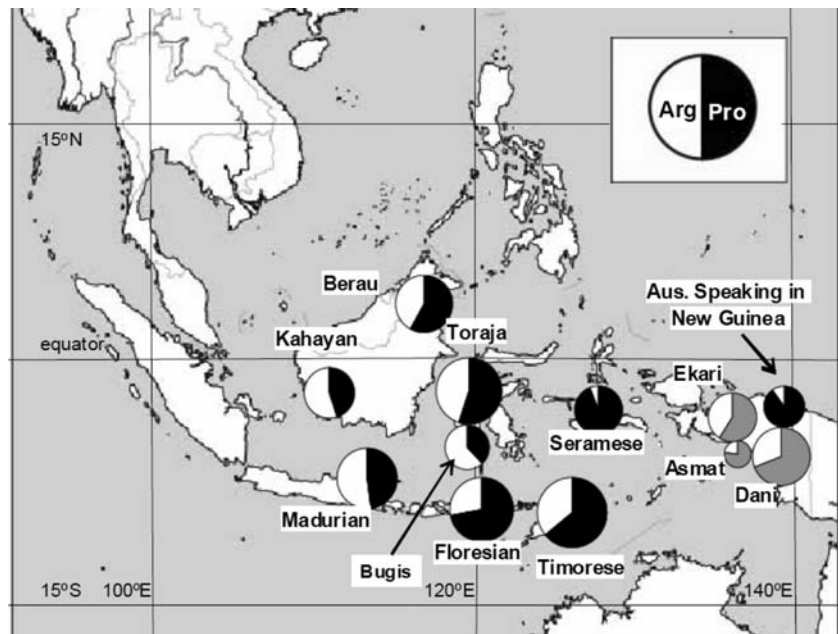 Arg Pro
15ºN
Berau
Aus. Speaking in
New Guinea
Kahayan
Toraja
equator
Ekari
Seramese
Asmat
Dani
Madurian
Floresian
Timorese
Bugis
15ºS
100ºE
120ºE
140ºE